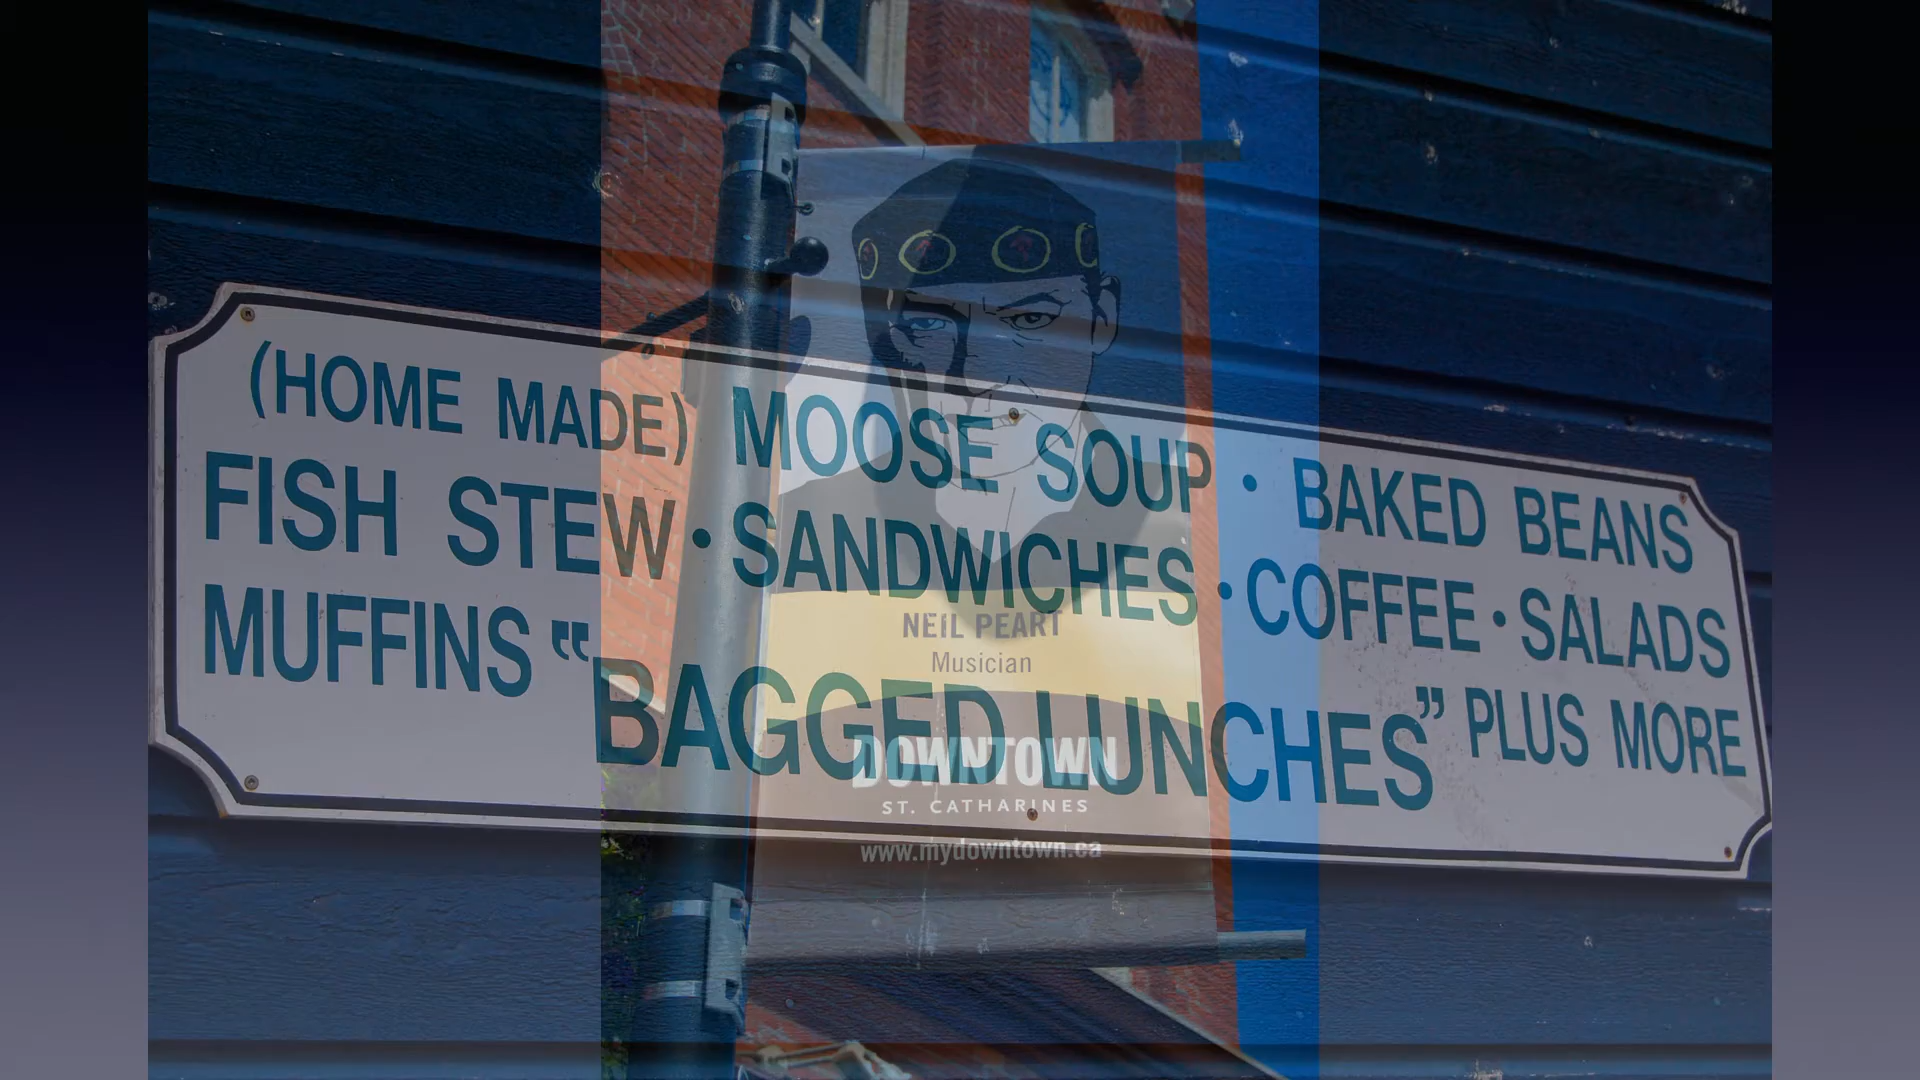 (HOME MADE) MOOSE SOUP · BAKED BEANS
FISH STEW · SANDWICHES · COFFEE · SALADS
MUFFINS "BAGGED LUNCHES" PLUS MORE
NEIL PEART
Musician
DOWNTOWN
ST. CATHARINES
www.mydowntown.ca